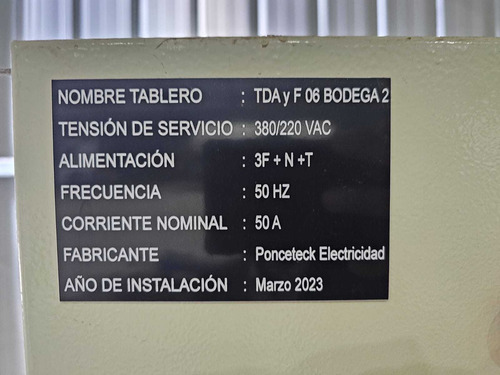 NOMBRE TABLERO : TDA y F 06 BODEGA 2
TENSIÓN DE SERVICIO : 380/220 VAC
ALIMENTACIÓN : 3F + N +T
FRECUENCIA : 50 HZ
CORRIENTE NOMINAL : 50 A
FABRICANTE : Ponceteck Electricidad
AÑO DE INSTALACIÓN : Marzo 2023